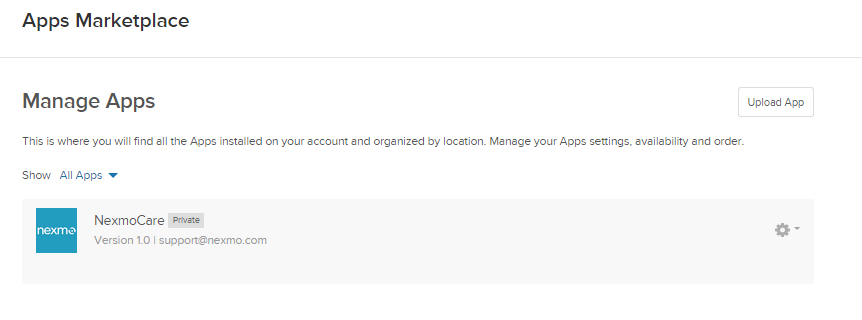 Apps Marketplace
Manage Apps
Upload App
This is where you will find all the Apps installed on your account and organized by location. Manage your Apps settings, availability and order.
Show All Apps
nexmo
NexmoCare Private
Version 1.0 | support@nexmo.com